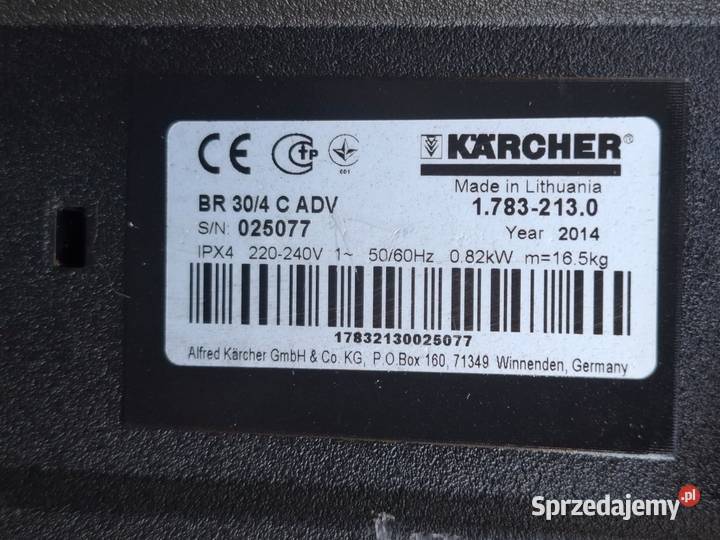 CE tp 001 KÄRCHER®
Made in Lithuania
BR 30/4 C ADV 1.783-213.0
S/N: 025077 Year 2014
IPX4 220-240V 1~ 50/60Hz 0.82kW m=16.5kg
17832130025077
Alfred Kärcher GmbH & Co. KG, P.O.Box 160, 71349 Winnenden, Germany
Sprzedajemy.pl